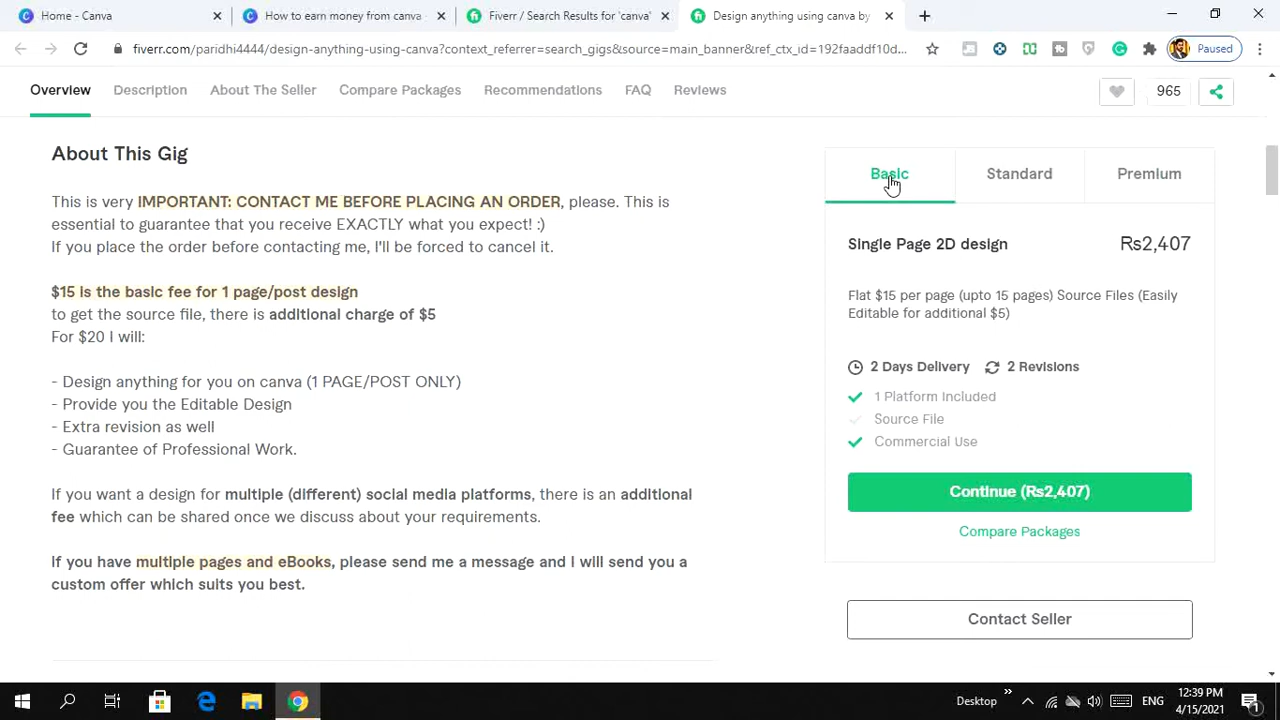 Home - Canva
How to earn money from canva
Fiverr / Search Results for 'canva'
Design anything using canva by
fiverr.com/paridhi4444/design-anything-using-canva?context_referrer=search_gigs&source=main_banner&ref_ctx_id=192faaddf10d...
Paused
Overview Description About The Seller Compare Packages Recommendations FAQ Reviews
965
About This Gig
This is very IMPORTANT: CONTACT ME BEFORE PLACING AN ORDER, please. This is
essential to guarantee that you receive EXACTLY what you expect! :)
If you place the order before contacting me, I'll be forced to cancel it.
$15 is the basic fee for 1 page/post design
to get the source file, there is additional charge of $5
For $20 I will:
- Design anything for you on canva (1 PAGE/POST ONLY)
- Provide you the Editable Design
- Extra revision as well
- Guarantee of Professional Work.
If you want a design for multiple (different) social media platforms, there is an additional
fee which can be shared once we discuss about your requirements.
If you have multiple pages and eBooks, please send me a message and I will send you a
custom offer which suits you best.
Basic Standard Premium
Single Page 2D design Rs2,407
Flat $15 per page (upto 15 pages) Source Files (Easily
Editable for additional $5)
2 Days Delivery 2 Revisions
1 Platform Included
Source File
Commercial Use
Continue (Rs2,407)
Compare Packages
Contact Seller
Desktop
ENG
12:39 PM
4/15/2021